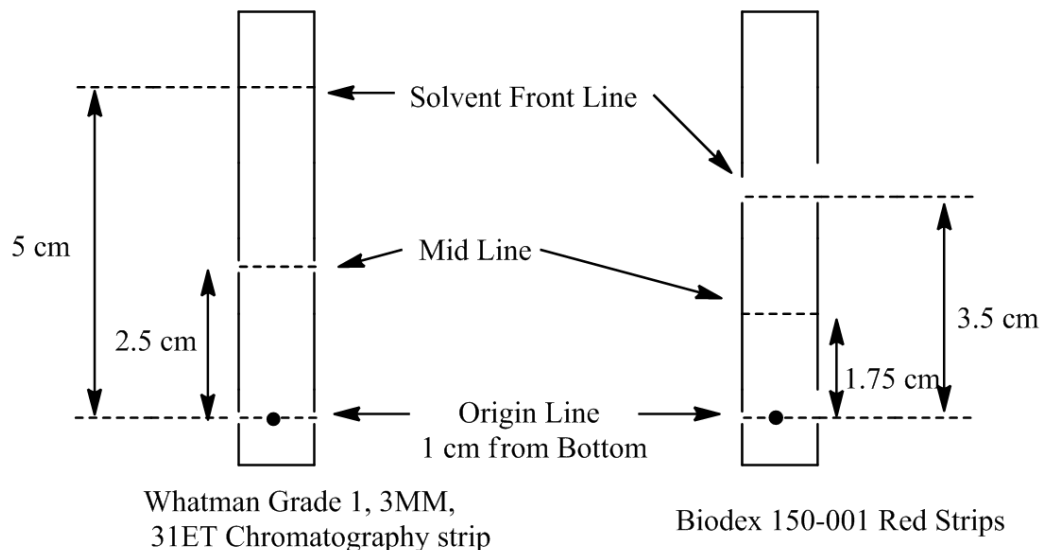 Solvent Front Line
5 cm
Mid Line
2.5 cm
3.5 cm
1.75 cm
Origin Line
1 cm from Bottom
Whatman Grade 1, 3MM,
31ET Chromatography strip
Biodex 150-001 Red Strips